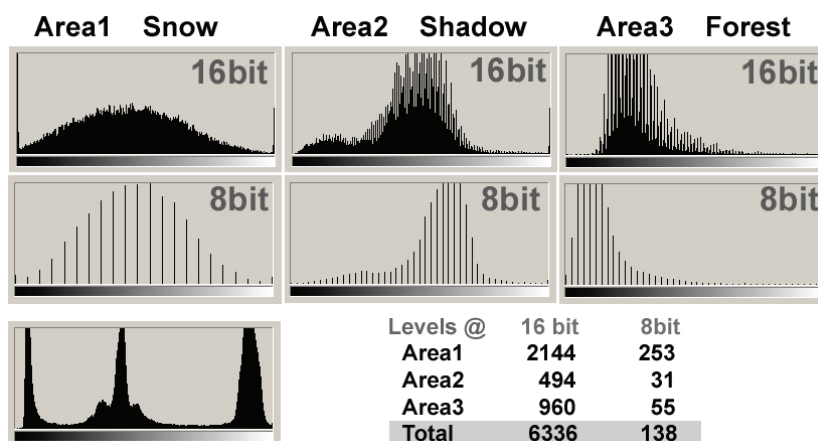 Area1 Snow
Area2 Shadow
Area3 Forest
16bit
16bit
16bit
8bit
8bit
8bit
Levels @ 16 bit 8bit
Area1 2144 253
Area2 494 31
Area3 960 55
Total 6336 138